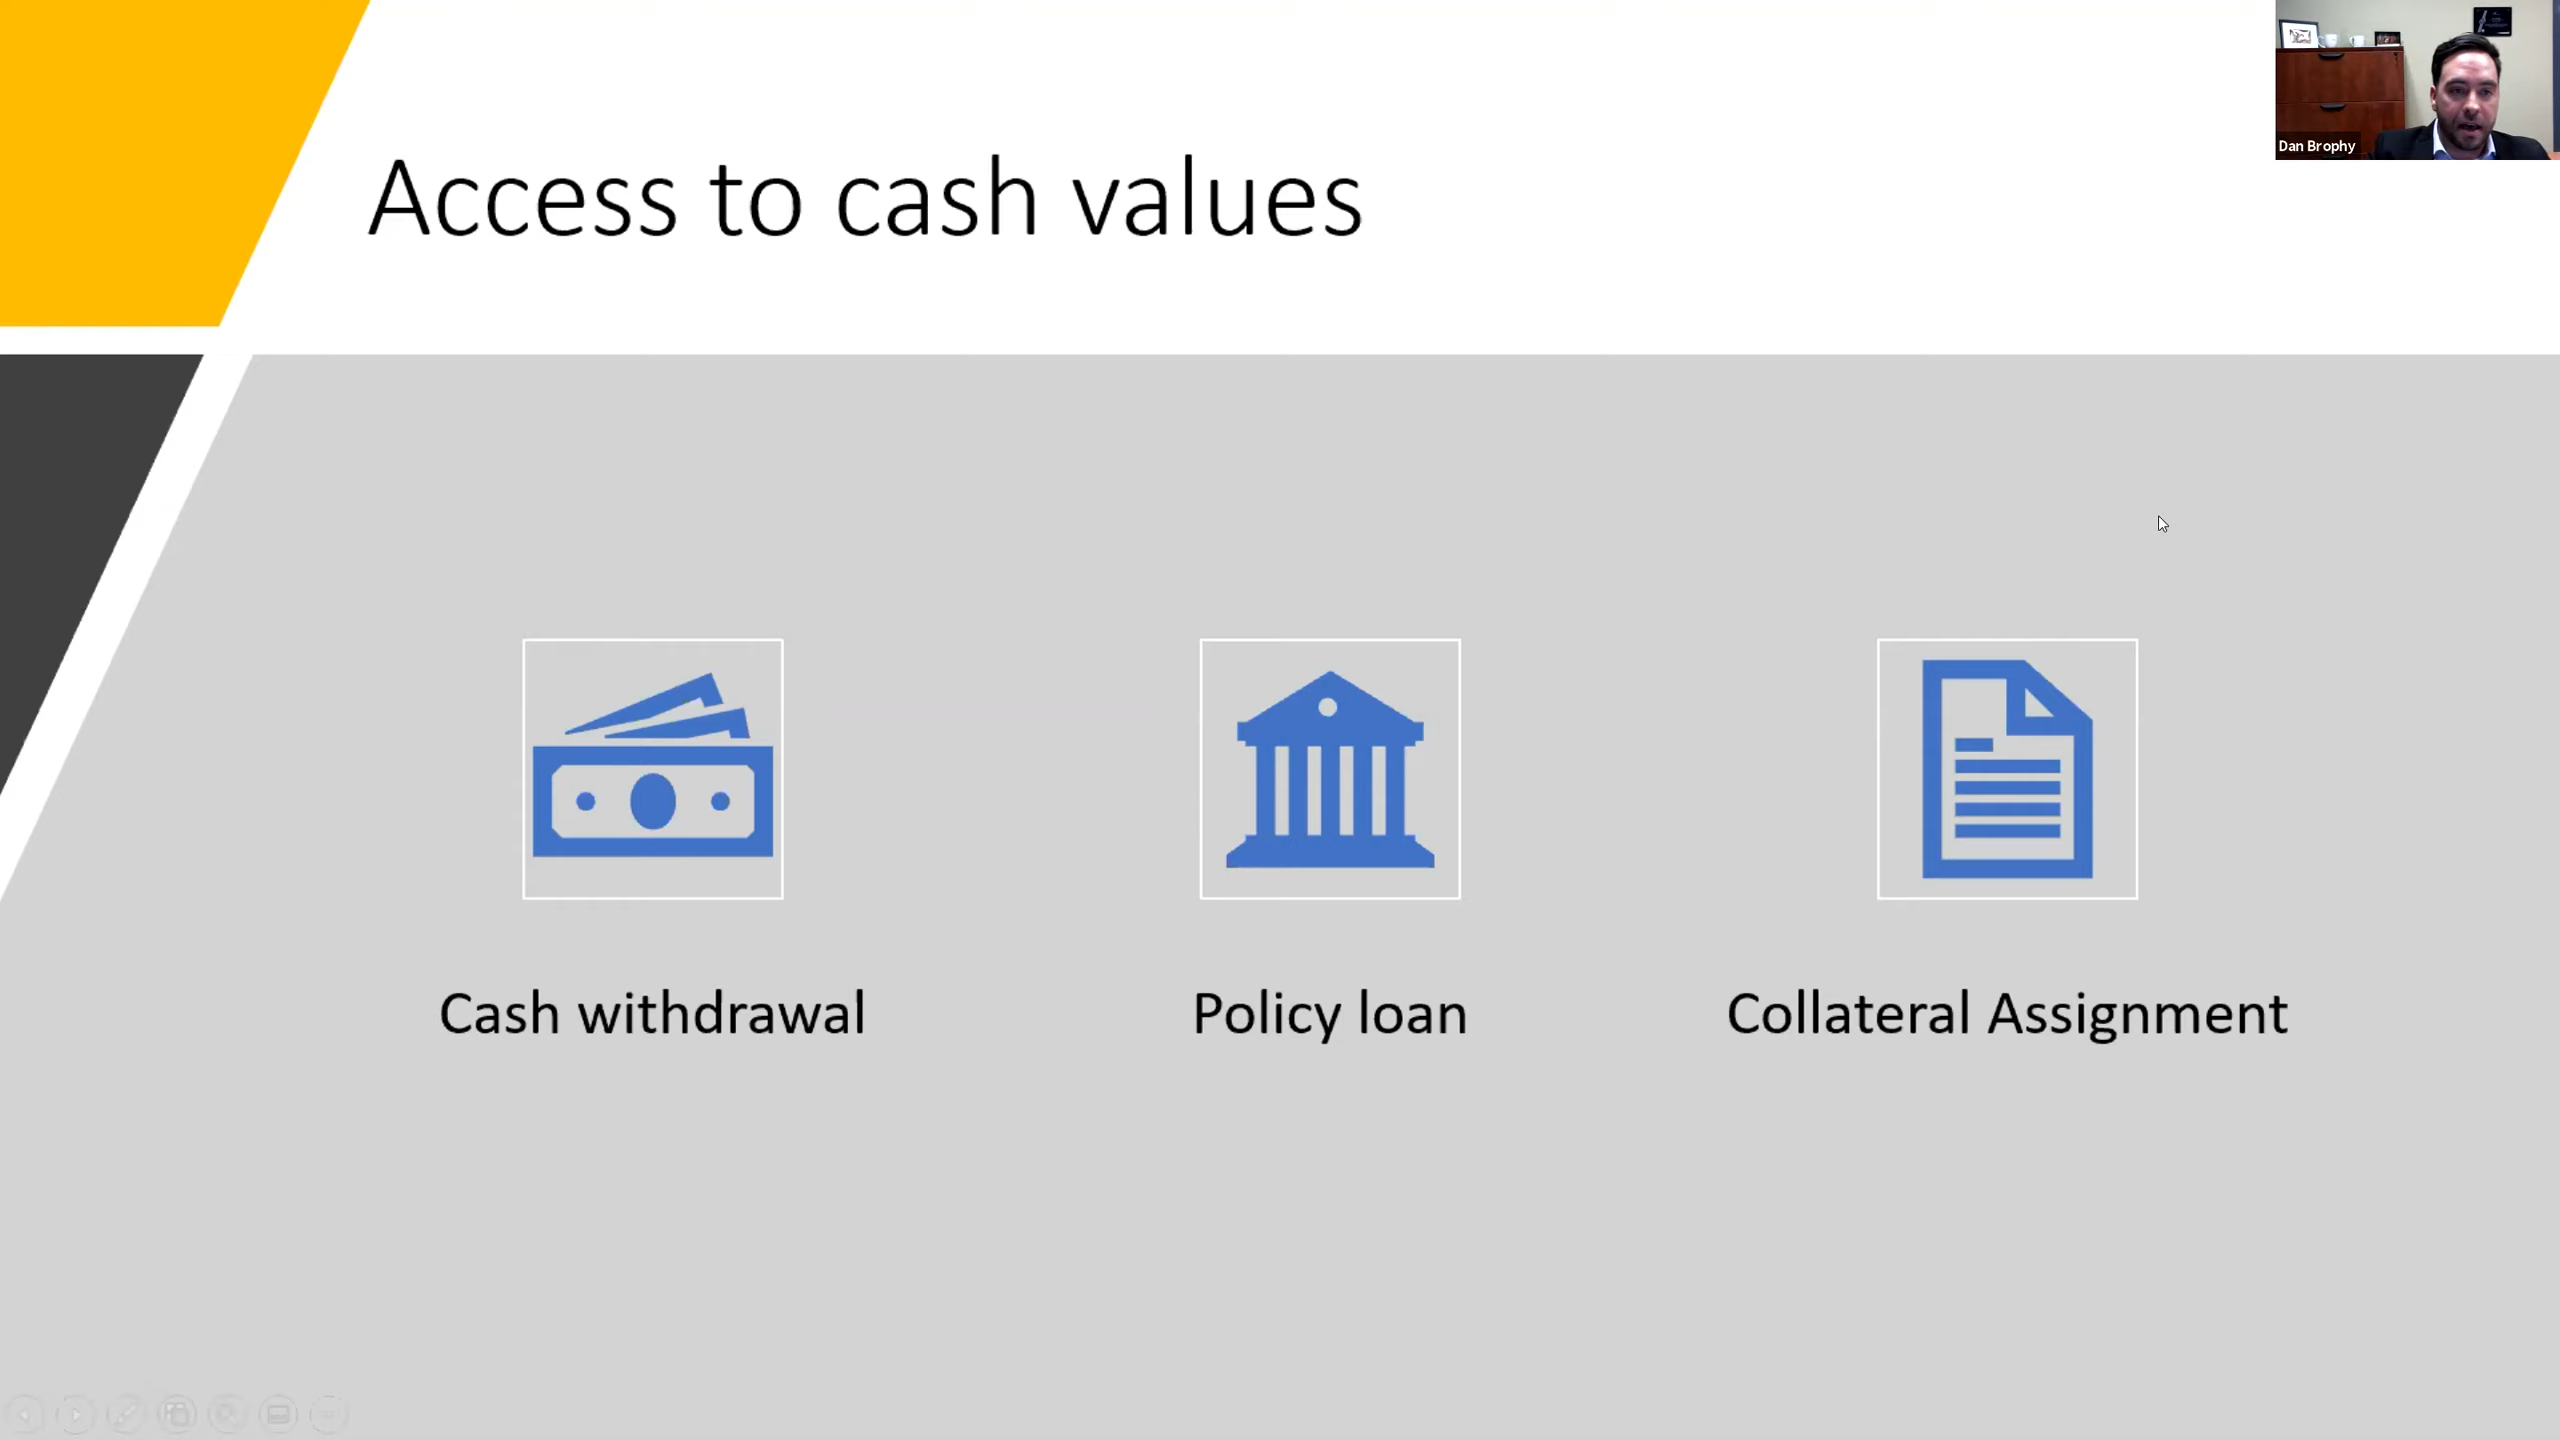 Dan Brophy
Access to cash values
Cash withdrawal
Policy loan
Collateral Assignment